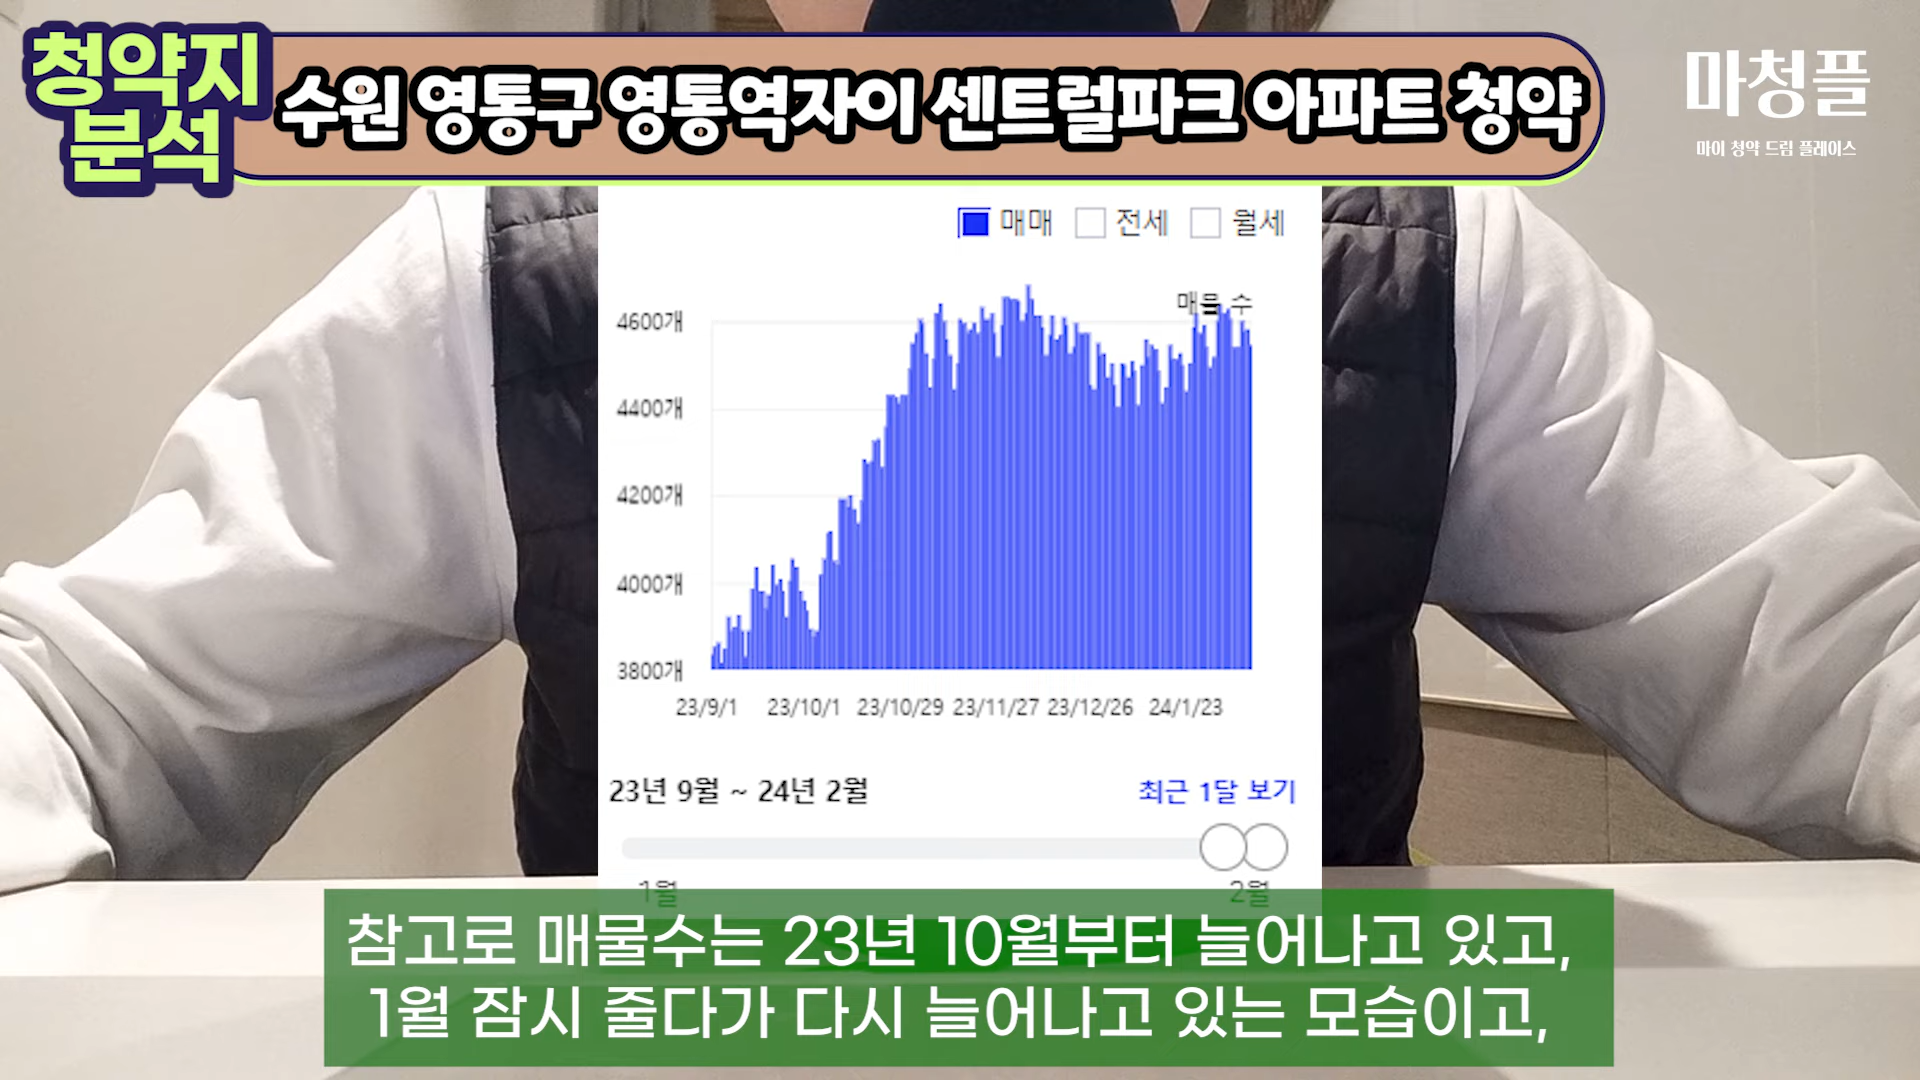 청약지
분석
수원 영통구 영통역자이 센트럴파크 아파트 청약
마청플
마이 청약 드림 플레이스
매매 전세 월세
매물 수
4600개
4400개
4200개
4000개
3800개
23/9/1 23/10/1 23/10/29 23/11/27 23/12/26 24/1/23
23년 9월 ~ 24년 2월 최근 1달 보기
1월 2월
참고로 매물수는 23년 10월부터 늘어나고 있고,
1월 잠시 줄다가 다시 늘어나고 있는 모습이고,